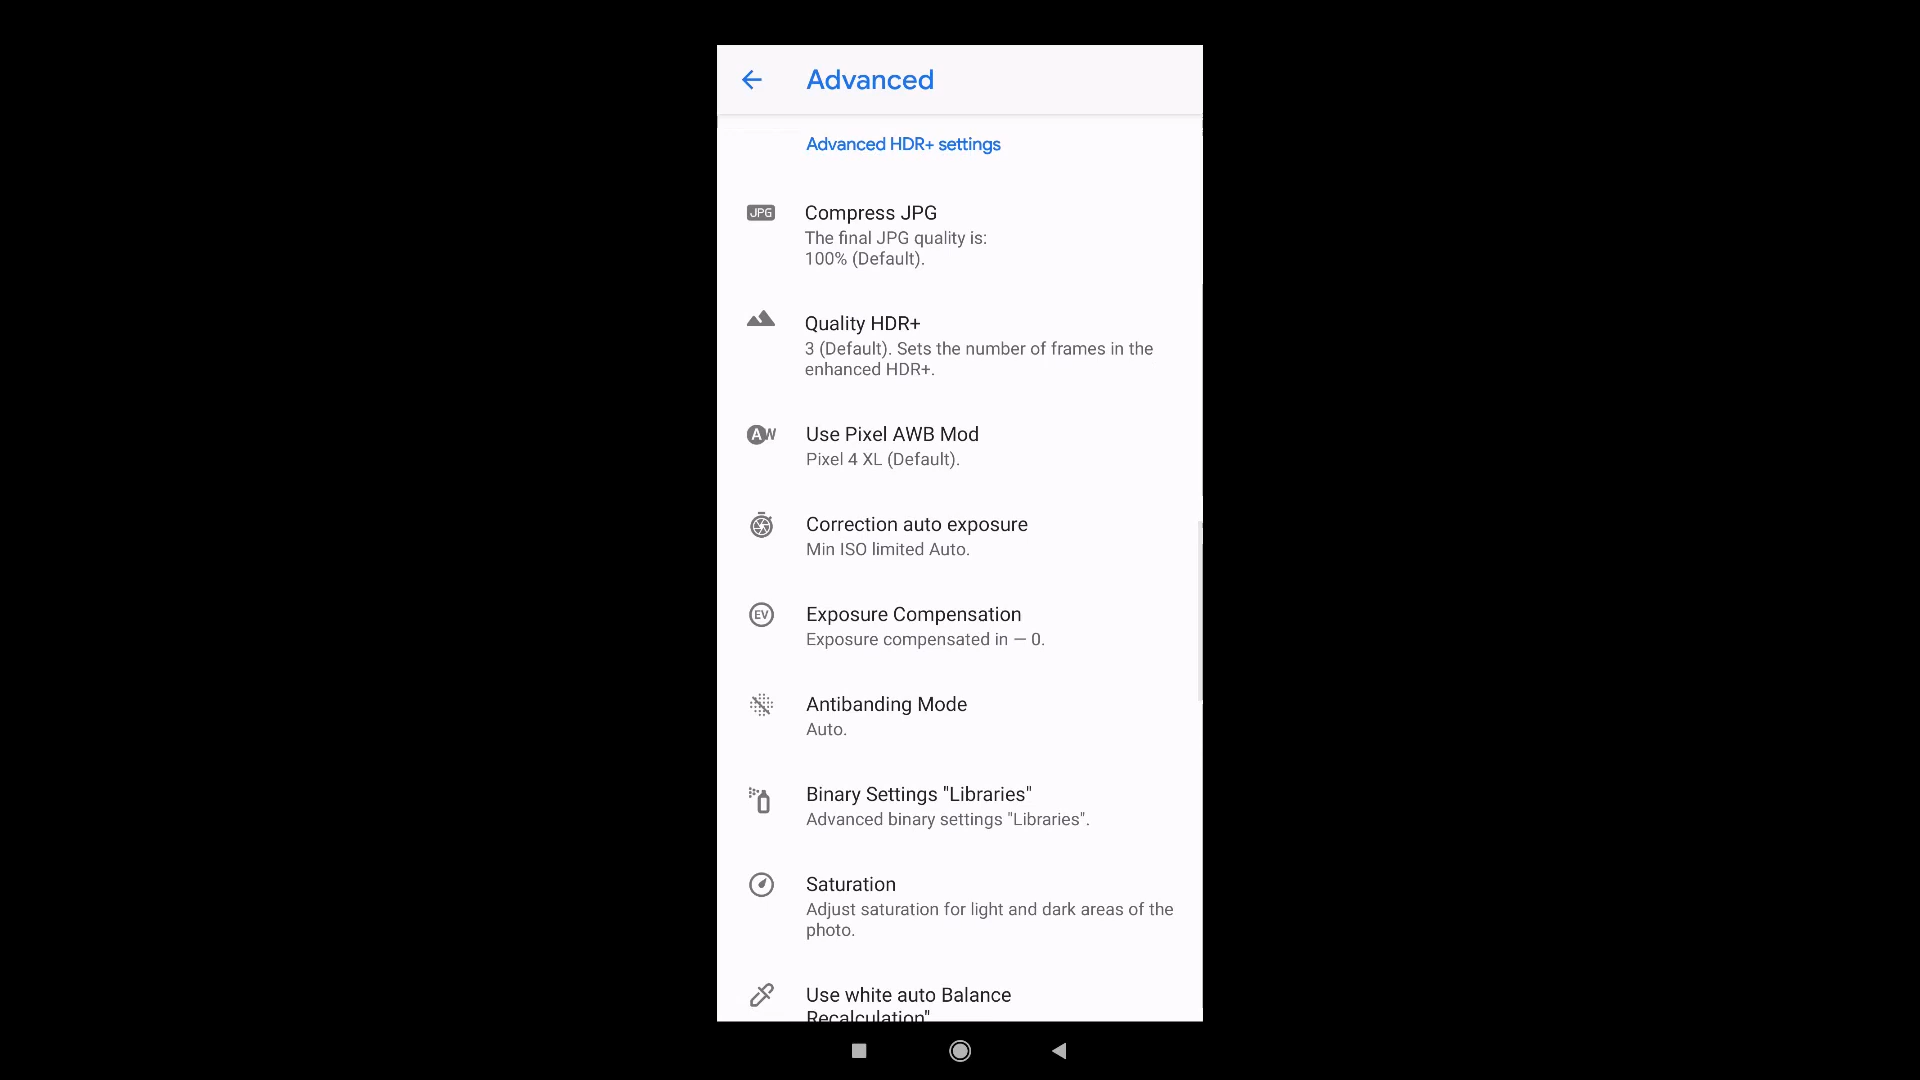 Advanced
Advanced HDR+ settings
JPG
Compress JPG
The final JPG quality is:
100% (Default).
Quality HDR+
3 (Default). Sets the number of frames in the
enhanced HDR+.
AW
Use Pixel AWB Mod
Pixel 4 XL (Default).
Correction auto exposure
Min ISO limited Auto.
EV
Exposure Compensation
Exposure compensated in — 0.
Antibanding Mode
Auto.
Binary Settings "Libraries"
Advanced binary settings "Libraries".
Saturation
Adjust saturation for light and dark areas of the
photo.
Use white auto Balance
Recalculation"